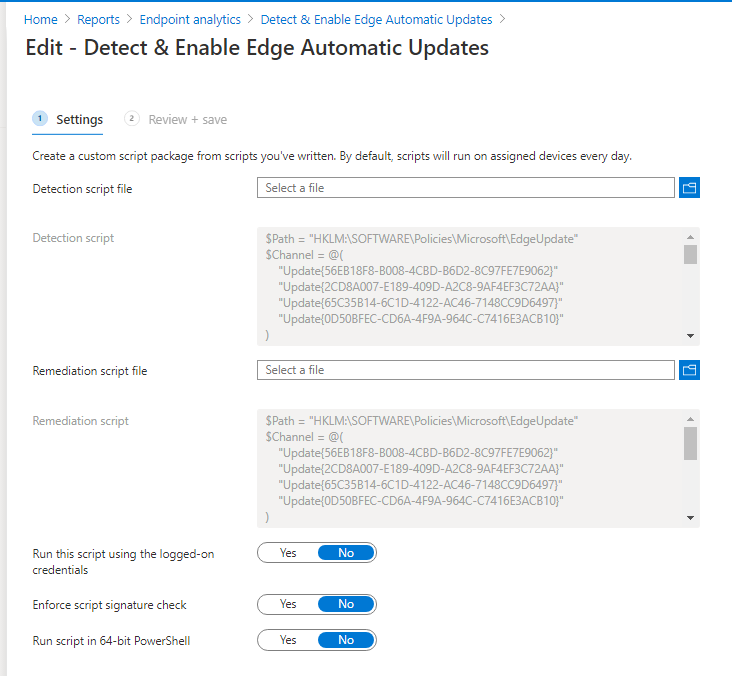 Home > Reports > Endpoint analytics > Detect & Enable Edge Automatic Updates >
Edit - Detect & Enable Edge Automatic Updates
1 Settings 2 Review + save
Create a custom script package from scripts you've written. By default, scripts will run on assigned devices every day.
Detection script file Select a file
Detection script
$Path = "HKLM:\SOFTWARE\Policies\Microsoft\EdgeUpdate"
$Channel = @(
"Update{56EB18F8-B008-4CBD-B6D2-8C97FE7E9062}"
"Update{2CD8A007-E189-409D-A2C8-9AF4EF3C72AA}"
"Update{65C35B14-6C1D-4122-AC46-7148CC9D6497}"
"Update{0D50BFEC-CD6A-4F9A-964C-C7416E3ACB10}"
)
Remediation script file Select a file
Remediation script
$Path = "HKLM:\SOFTWARE\Policies\Microsoft\EdgeUpdate"
$Channel = @(
"Update{56EB18F8-B008-4CBD-B6D2-8C97FE7E9062}"
"Update{2CD8A007-E189-409D-A2C8-9AF4EF3C72AA}"
"Update{65C35B14-6C1D-4122-AC46-7148CC9D6497}"
"Update{0D50BFEC-CD6A-4F9A-964C-C7416E3ACB10}"
)
Run this script using the logged-on
credentials
Yes No
Enforce script signature check Yes No
Run script in 64-bit PowerShell Yes No